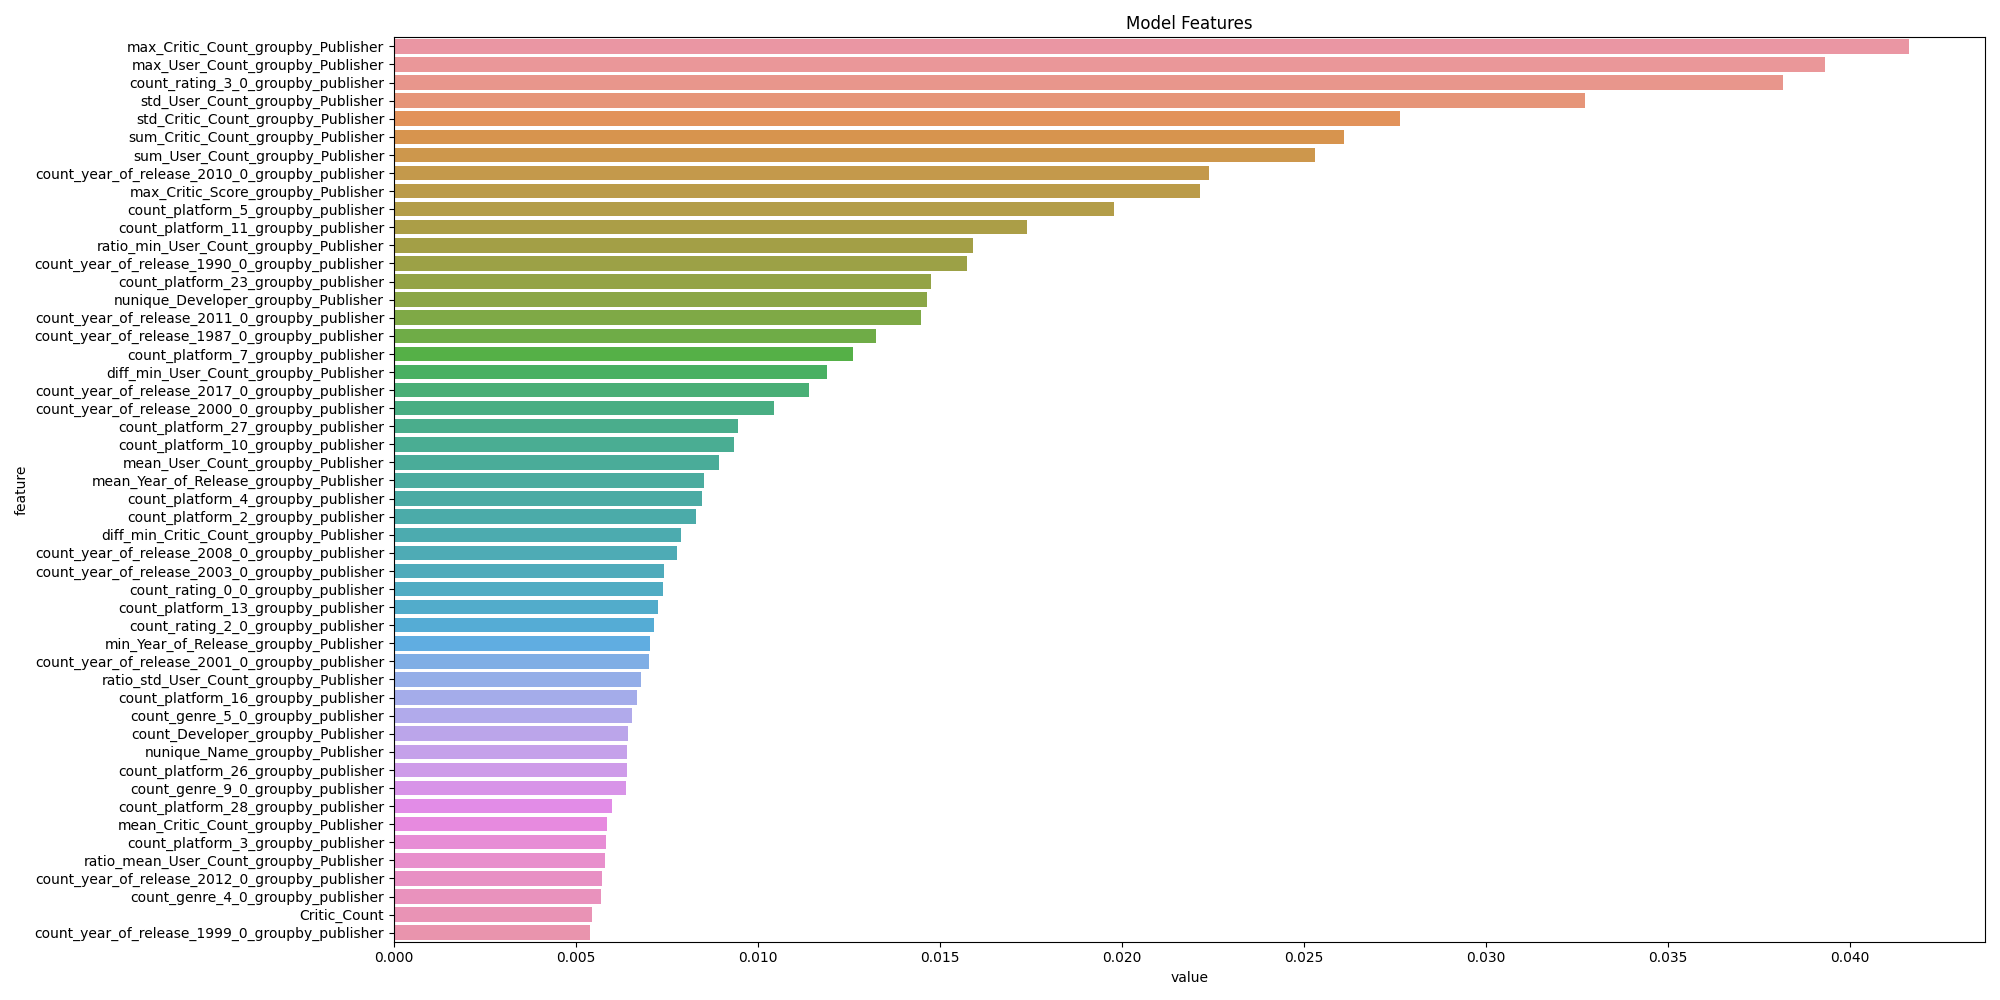 Model Features
max_Critic_Count_groupby_Publisher
max_User_Count_groupby_Publisher
count_rating_3_0_groupby_publisher
std_User_Count_groupby_Publisher
std_Critic_Count_groupby_Publisher
sum_Critic_Count_groupby_Publisher
sum_User_Count_groupby_Publisher
count_year_of_release_2010_0_groupby_publisher
max_Critic_Score_groupby_Publisher
count_platform_5_groupby_publisher
count_platform_11_groupby_publisher
ratio_min_User_Count_groupby_Publisher
count_year_of_release_1990_0_groupby_publisher
count_platform_23_groupby_publisher
nunique_Developer_groupby_Publisher
count_year_of_release_2011_0_groupby_publisher
count_year_of_release_1987_0_groupby_publisher
count_platform_7_groupby_publisher
diff_min_User_Count_groupby_Publisher
count_year_of_release_2017_0_groupby_publisher
count_year_of_release_2000_0_groupby_publisher
count_platform_27_groupby_publisher
count_platform_10_groupby_publisher
mean_User_Count_groupby_Publisher
mean_Year_of_Release_groupby_Publisher
count_platform_4_groupby_publisher
count_platform_2_groupby_publisher
diff_min_Critic_Count_groupby_Publisher
count_year_of_release_2008_0_groupby_publisher
count_year_of_release_2003_0_groupby_publisher
count_rating_0_0_groupby_publisher
count_platform_13_groupby_publisher
count_rating_2_0_groupby_publisher
min_Year_of_Release_groupby_Publisher
count_year_of_release_2001_0_groupby_publisher
ratio_std_User_Count_groupby_Publisher
count_platform_16_groupby_publisher
count_genre_5_0_groupby_publisher
count_Developer_groupby_Publisher
nunique_Name_groupby_Publisher
count_platform_26_groupby_publisher
count_genre_9_0_groupby_publisher
count_platform_28_groupby_publisher
mean_Critic_Count_groupby_Publisher
count_platform_3_groupby_publisher
ratio_mean_User_Count_groupby_Publisher
count_year_of_release_2012_0_groupby_publisher
count_genre_4_0_groupby_publisher
Critic_Count
count_year_of_release_1999_0_groupby_publisher
feature
0.000 0.005 0.010 0.015 0.020 0.025 0.030 0.035 0.040
value